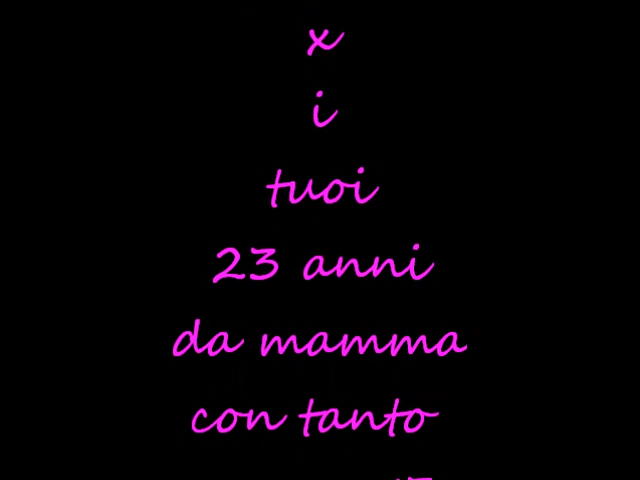 x
i
tuoi
23 anni
da mamma
con tanto